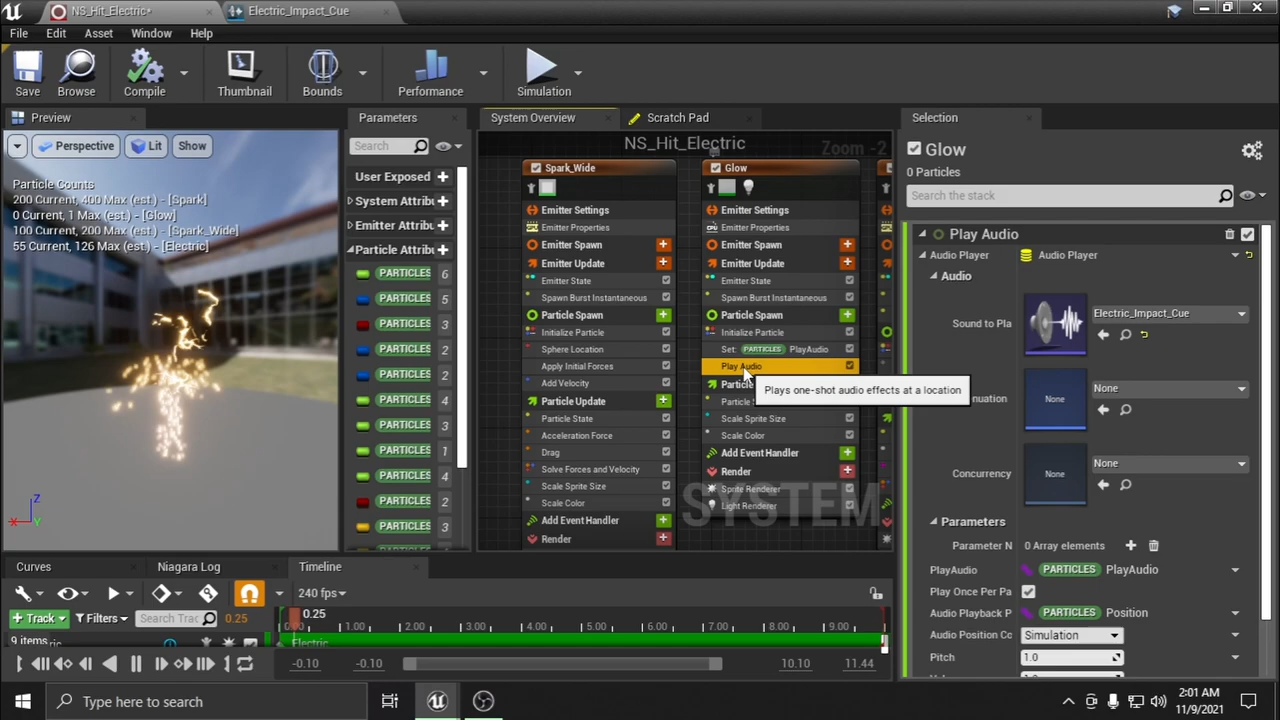 NS_Hit_Electric*
Electric_Impact_Cue
File Edit Asset Window Help
Save
Browse
Compile
Thumbnail
Bounds
Performance
Simulation
Preview
Perspective
Lit
Show
Particle Counts
200 Current, 400 Max (est.) - [Spark]
0 Current, 1 Max (est.) - [Glow]
100 Current, 200 Max (est.) - [Spark_Wide]
55 Current, 126 Max (est.) - [Electric]
Z
X
Y
Parameters
Search
User Exposed
System Attribu
Emitter Attribu
Particle Attribu
PARTICLES 6
PARTICLES 5
PARTICLES 3
PARTICLES 2
PARTICLES 2
PARTICLES 4
PARTICLES 3
PARTICLES 1
PARTICLES 4
PARTICLES 2
PARTICLES 3
System Overview
Scratch Pad
NS_Hit_Electric
Zoom -2
Spark_Wide
Emitter Settings
Emitter Properties
Emitter Spawn
Emitter Update
Emitter State
Spawn Burst Instantaneous
Particle Spawn
Initialize Particle
Sphere Location
Apply Initial Forces
Add Velocity
Particle Update
Particle State
Acceleration Force
Drag
Solve Forces and Velocity
Scale Sprite Size
Scale Color
Add Event Handler
Render
Glow
Emitter Settings
Emitter Properties
Emitter Spawn
Emitter Update
Emitter State
Spawn Burst Instantaneous
Particle Spawn
Initialize Particle
Set: PARTICLES PlayAudio
Play Audio
Plays one-shot audio effects at a location
Particle
Particle S
Scale Sprite Size
Scale Color
Add Event Handler
Render
Sprite Renderer
Light Renderer
SYSTEM
Selection
Glow
0 Particles
Search the stack
Play Audio
Audio Player
Audio Player
Audio
Sound to Pla
Electric_Impact_Cue
None
None
nuation
Concurrency
None
None
Parameters
Parameter N 0 Array elements
PlayAudio PARTICLES PlayAudio
Play Once Per Pa
Audio Playback P PARTICLES Position
Audio Position Co Simulation
Pitch 1.0
Curves
Niagara Log
Timeline
240 fps
Track
Filters
Search Trac
0.25
0.25
0.00 1.00 2.00 3.00 4.00 5.00 6.00 7.00 8.00 9.00
9 items
Electric
-0.10 -0.10 10.10 11.44
Type here to search
2:01 AM
11/9/2021